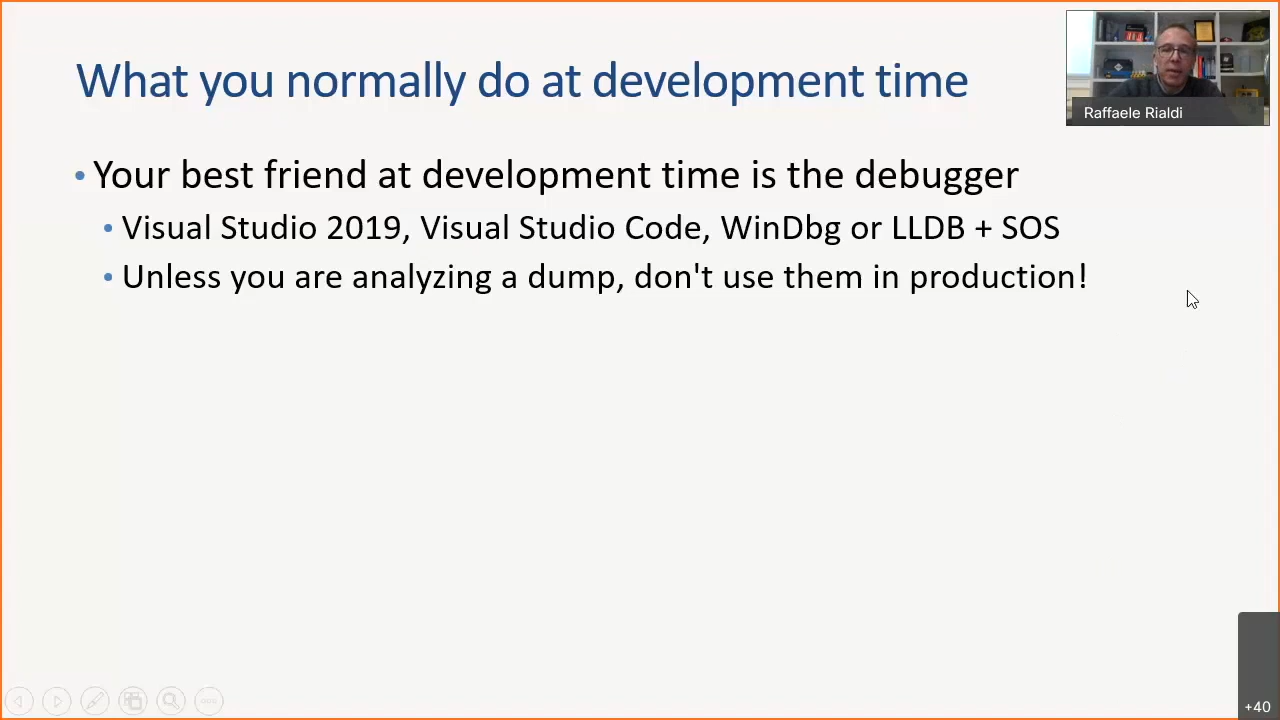 What you normally do at development time
Raffaele Rialdi
Your best friend at development time is the debugger
Visual Studio 2019, Visual Studio Code, WinDbg or LLDB + SOS
Unless you are analyzing a dump, don't use them in production!
+40